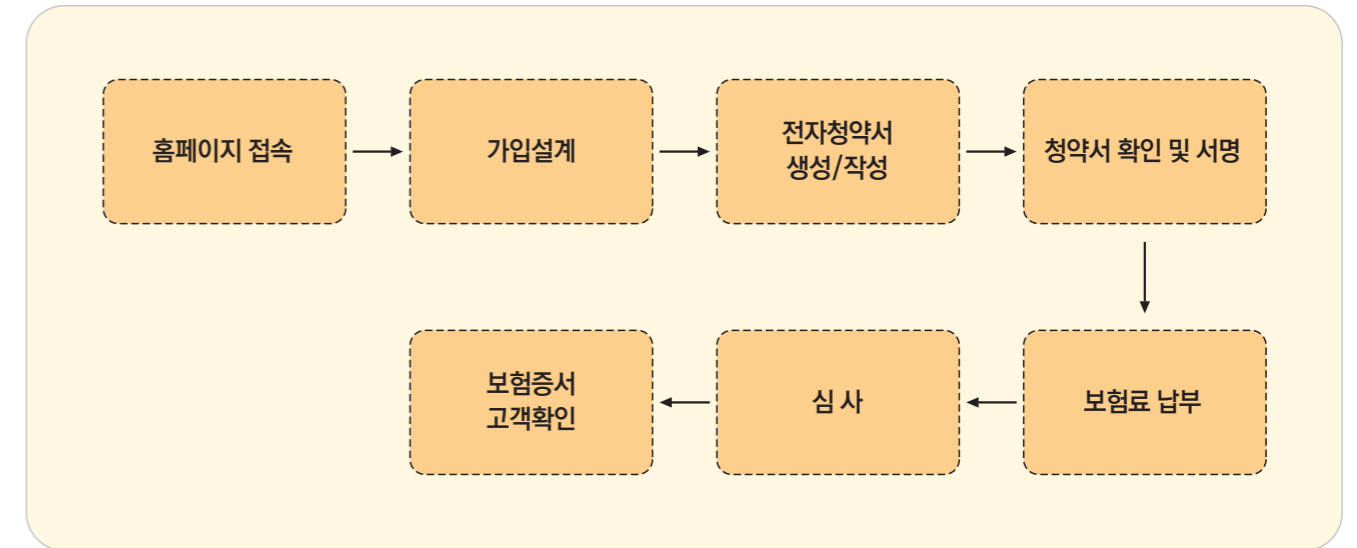 홈페이지 접속
가입설계
전자청약서
생성/작성
청약서 확인 및 서명
보험료 납부
심 사
보험증서
고객확인